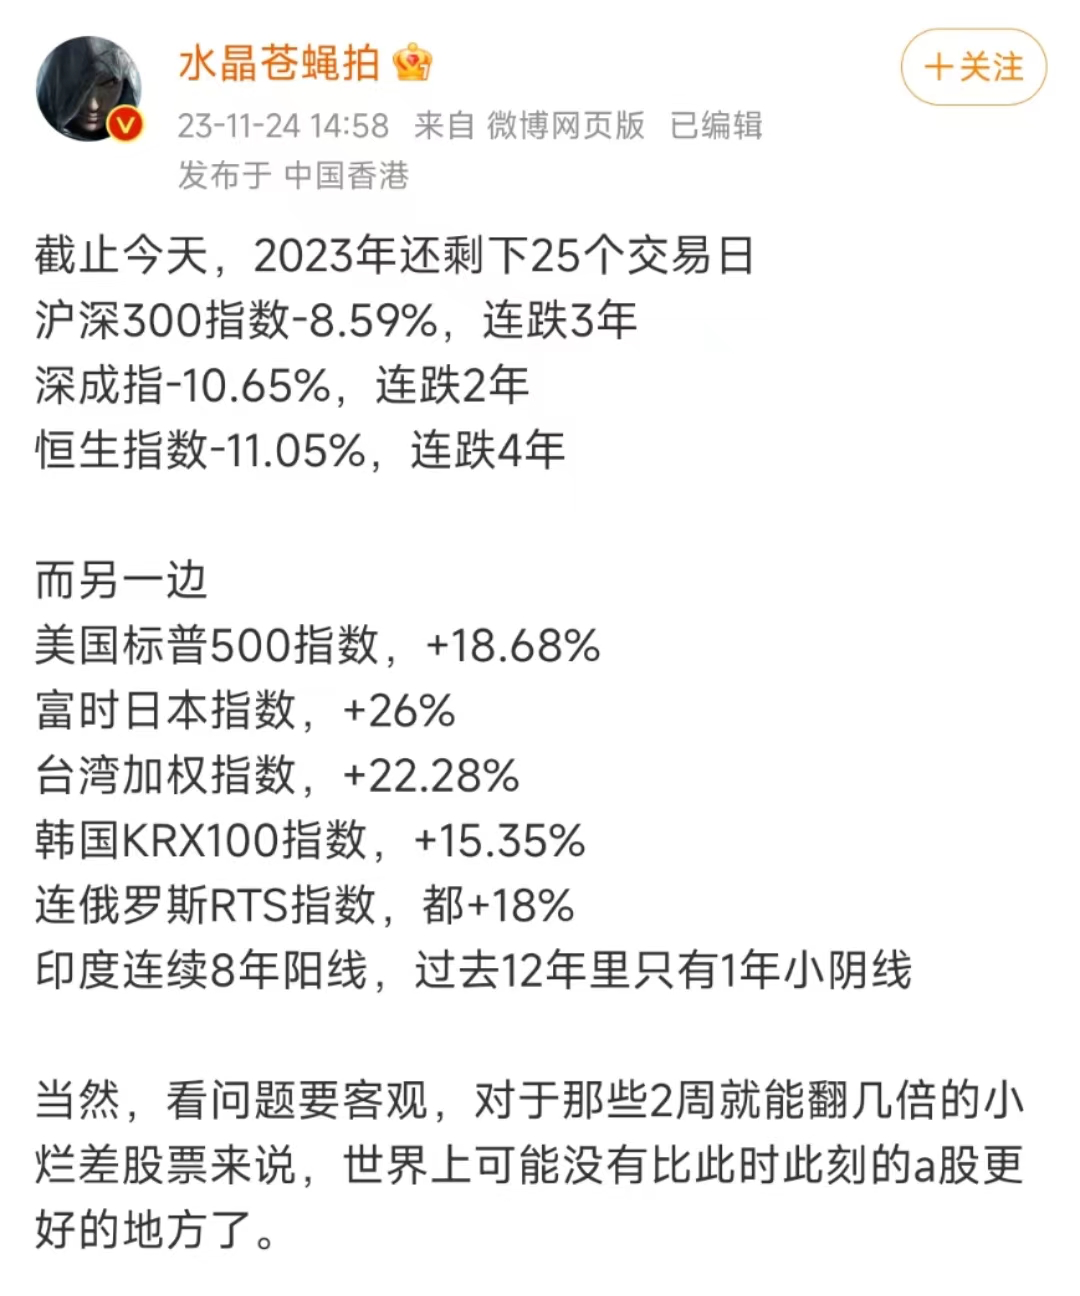 水晶苍蝇拍
+关注
23-11-24 14:58 来自 微博网页版 已编辑
发布于 中国香港
截止今天，2023年还剩下25个交易日
沪深300指数-8.59%，连跌3年
深成指-10.65%，连跌2年
恒生指数-11.05%，连跌4年
而另一边
美国标普500指数，+18.68%
富时日本指数，+26%
台湾加权指数，+22.28%
韩国KRX100指数，+15.35%
连俄罗斯RTS指数，都+18%
印度连续8年阳线，过去12年里只有1年小阴线
当然，看问题要客观，对于那些2周就能翻几倍的小
烂差股票来说，世界上可能没有比此时此刻的a股更
好的地方了。